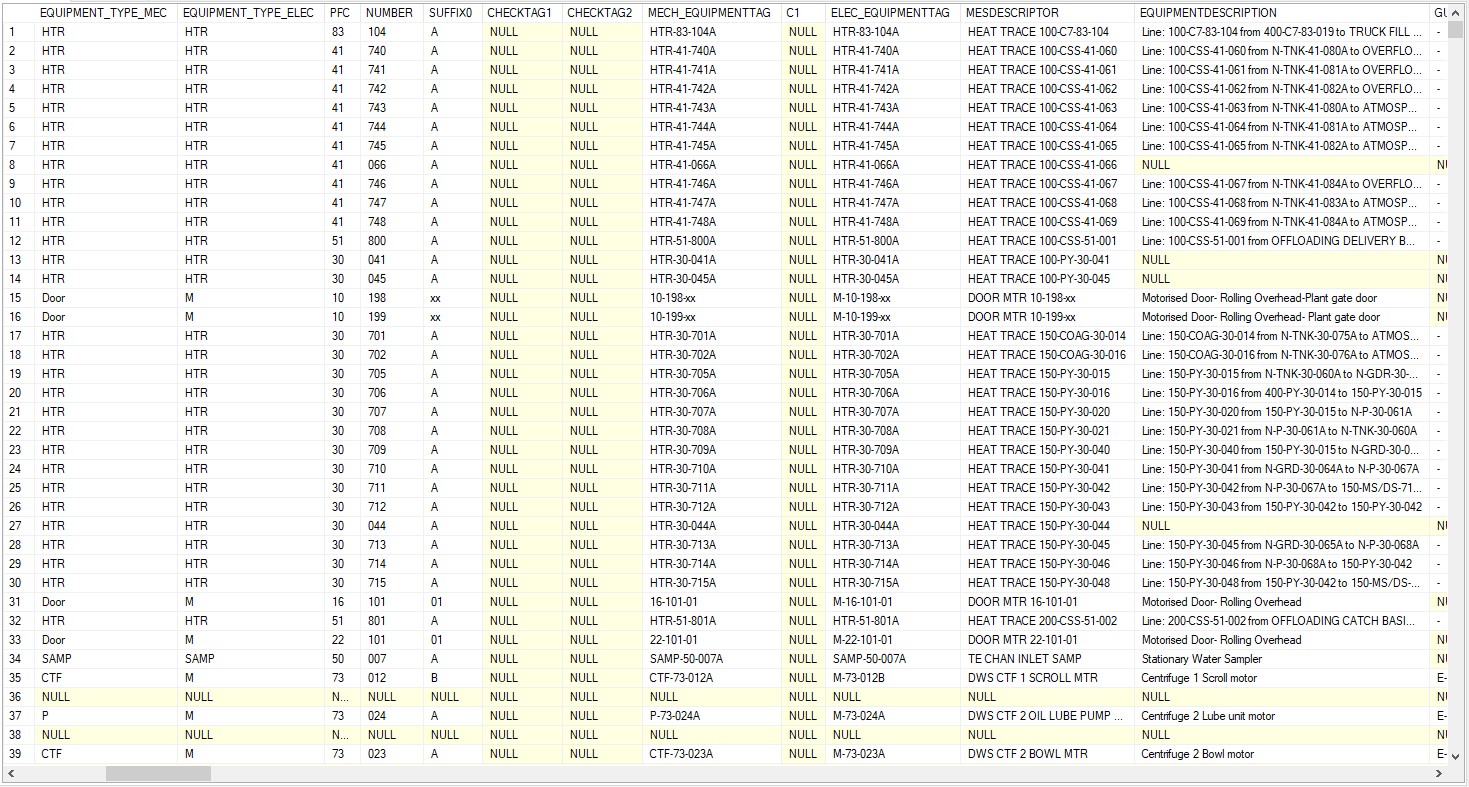 EQUIPMENT_TYPE_MEC EQUIPMENT_TYPE_ELEC PFC NUMBER SUFFIX0 CHECKTAG1 CHECKTAG2 MECH_EQUIPMENTTAG C1 ELEC_EQUIPMENTTAG MESDESCRIPTOR EQUIPMENTDESCRIPTION GU
1 HTR HTR 83 104 A NULL NULL HTR-83-104A NULL HTR-83-104A HEAT TRACE 100-C7-83-104 Line: 100-C7-83-104 from 400-C7-83-019 to TRUCK FILL ... -
2 HTR HTR 41 740 A NULL NULL HTR-41-740A NULL HTR-41-740A HEAT TRACE 100-CSS-41-060 Line: 100-CSS-41-060 from N-TNK-41-080A to OVERFLO... -
3 HTR HTR 41 741 A NULL NULL HTR-41-741A NULL HTR-41-741A HEAT TRACE 100-CSS-41-061 Line: 100-CSS-41-061 from N-TNK-41-081A to OVERFLO... -
4 HTR HTR 41 742 A NULL NULL HTR-41-742A NULL HTR-41-742A HEAT TRACE 100-CSS-41-062 Line: 100-CSS-41-062 from N-TNK-41-082A to OVERFLO... -
5 HTR HTR 41 743 A NULL NULL HTR-41-743A NULL HTR-41-743A HEAT TRACE 100-CSS-41-063 Line: 100-CSS-41-063 from N-TNK-41-080A to ATMOSP... -
6 HTR HTR 41 744 A NULL NULL HTR-41-744A NULL HTR-41-744A HEAT TRACE 100-CSS-41-064 Line: 100-CSS-41-064 from N-TNK-41-081A to ATMOSP... -
7 HTR HTR 41 745 A NULL NULL HTR-41-745A NULL HTR-41-745A HEAT TRACE 100-CSS-41-065 Line: 100-CSS-41-065 from N-TNK-41-082A to ATMOSP... -
8 HTR HTR 41 066 A NULL NULL HTR-41-066A NULL HTR-41-066A HEAT TRACE 100-CSS-41-066 NULL NU
9 HTR HTR 41 746 A NULL NULL HTR-41-746A NULL HTR-41-746A HEAT TRACE 100-CSS-41-067 Line: 100-CSS-41-067 from N-TNK-41-084A to OVERFLO... -
10 HTR HTR 41 747 A NULL NULL HTR-41-747A NULL HTR-41-747A HEAT TRACE 100-CSS-41-068 Line: 100-CSS-41-068 from N-TNK-41-083A to ATMOSP... -
11 HTR HTR 41 748 A NULL NULL HTR-41-748A NULL HTR-41-748A HEAT TRACE 100-CSS-41-069 Line: 100-CSS-41-069 from N-TNK-41-084A to ATMOSP... -
12 HTR HTR 51 800 A NULL NULL HTR-51-800A NULL HTR-51-800A HEAT TRACE 100-CSS-51-001 Line: 100-CSS-51-001 from OFFLOADING DELIVERY B... -
13 HTR HTR 30 041 A NULL NULL HTR-30-041A NULL HTR-30-041A HEAT TRACE 100-PY-30-041 NULL NU
14 HTR HTR 30 045 A NULL NULL HTR-30-045A NULL HTR-30-045A HEAT TRACE 100-PY-30-045 NULL NU
15 Door M 10 198 xx NULL NULL 10-198-xx NULL M-10-198-xx DOOR MTR 10-198-xx Motorised Door- Rolling Overhead-Plant gate door NU
16 Door M 10 199 xx NULL NULL 10-199-xx NULL M-10-199-xx DOOR MTR 10-199-xx Motorised Door- Rolling Overhead- Plant gate door NU
17 HTR HTR 30 701 A NULL NULL HTR-30-701A NULL HTR-30-701A HEAT TRACE 150-COAG-30-014 Line: 150-COAG-30-014 from N-TNK-30-075A to ATMOS... -
18 HTR HTR 30 702 A NULL NULL HTR-30-702A NULL HTR-30-702A HEAT TRACE 150-COAG-30-016 Line: 150-COAG-30-016 from N-TNK-30-076A to ATMOS... -
19 HTR HTR 30 705 A NULL NULL HTR-30-705A NULL HTR-30-705A HEAT TRACE 150-PY-30-015 Line: 150-PY-30-015 from N-TNK-30-060A to N-GDR-30-... -
20 HTR HTR 30 706 A NULL NULL HTR-30-706A NULL HTR-30-706A HEAT TRACE 150-PY-30-016 Line: 150-PY-30-016 from 400-PY-30-014 to 150-PY-30-015 -
21 HTR HTR 30 707 A NULL NULL HTR-30-707A NULL HTR-30-707A HEAT TRACE 150-PY-30-020 Line: 150-PY-30-020 from 150-PY-30-015 to N-P-30-061A -
22 HTR HTR 30 708 A NULL NULL HTR-30-708A NULL HTR-30-708A HEAT TRACE 150-PY-30-021 Line: 150-PY-30-021 from N-P-30-061A to N-TNK-30-060A -
23 HTR HTR 30 709 A NULL NULL HTR-30-709A NULL HTR-30-709A HEAT TRACE 150-PY-30-040 Line: 150-PY-30-040 from 150-PY-30-015 to N-GRD-30-0... -
24 HTR HTR 30 710 A NULL NULL HTR-30-710A NULL HTR-30-710A HEAT TRACE 150-PY-30-041 Line: 150-PY-30-041 from N-GRD-30-064A to N-P-30-067A -
25 HTR HTR 30 711 A NULL NULL HTR-30-711A NULL HTR-30-711A HEAT TRACE 150-PY-30-042 Line: 150-PY-30-042 from N-P-30-067A to 150-MS/DS-71... -
26 HTR HTR 30 712 A NULL NULL HTR-30-712A NULL HTR-30-712A HEAT TRACE 150-PY-30-043 Line: 150-PY-30-043 from 150-PY-30-042 to 150-PY-30-042 -
27 HTR HTR 30 044 A NULL NULL HTR-30-044A NULL HTR-30-044A HEAT TRACE 150-PY-30-044 NULL NU
28 HTR HTR 30 713 A NULL NULL HTR-30-713A NULL HTR-30-713A HEAT TRACE 150-PY-30-045 Line: 150-PY-30-045 from N-GRD-30-065A to N-P-30-068A -
29 HTR HTR 30 714 A NULL NULL HTR-30-714A NULL HTR-30-714A HEAT TRACE 150-PY-30-046 Line: 150-PY-30-046 from N-P-30-068A to 150-PY-30-042 -
30 HTR HTR 30 715 A NULL NULL HTR-30-715A NULL HTR-30-715A HEAT TRACE 150-PY-30-048 Line: 150-PY-30-048 from 150-PY-30-042 to 150-MS/DS-... -
31 Door M 16 101 01 NULL NULL 16-101-01 NULL M-16-101-01 DOOR MTR 16-101-01 Motorised Door- Rolling Overhead NU
32 HTR HTR 51 801 A NULL NULL HTR-51-801A NULL HTR-51-801A HEAT TRACE 200-CSS-51-002 Line: 200-CSS-51-002 from OFFLOADING CATCH BASI... -
33 Door M 22 101 01 NULL NULL 22-101-01 NULL M-22-101-01 DOOR MTR 22-101-01 Motorised Door- Rolling Overhead NU
34 SAMP SAMP 50 007 A NULL NULL SAMP-50-007A NULL SAMP-50-007A TE CHAN INLET SAMP Stationary Water Sampler NU
35 CTF M 73 012 B NULL NULL CTF-73-012A NULL M-73-012B DWS CTF 1 SCROLL MTR Centrifuge 1 Scroll motor E-
36 NULL NULL N... NULL NULL NULL NULL NULL NULL NULL NULL NULL
37 P M 73 024 A NULL NULL P-73-024A NULL M-73-024A DWS CTF 2 OIL LUBE PUMP ... Centrifuge 2 Lube unit motor E-
38 NULL NULL N... NULL NULL NULL NULL NULL NULL NULL NULL NULL
39 CTF M 73 023 A NULL NULL CTF-73-023A NULL M-73-023A DWS CTF 2 BOWL MTR Centrifuge 2 Bowl motor E-